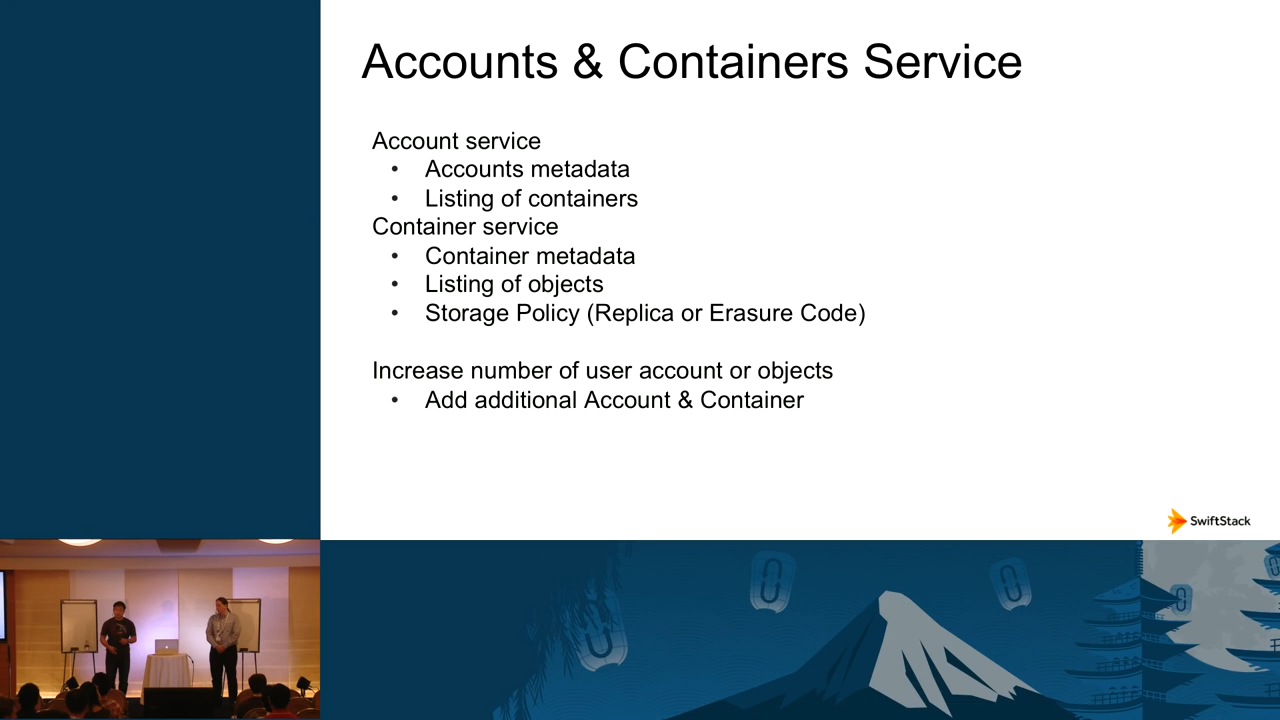 Accounts & Containers Service
Account service
• Accounts metadata
• Listing of containers
Container service
• Container metadata
• Listing of objects
• Storage Policy (Replica or Erasure Code)
Increase number of user account or objects
• Add additional Account & Container
SwiftStack